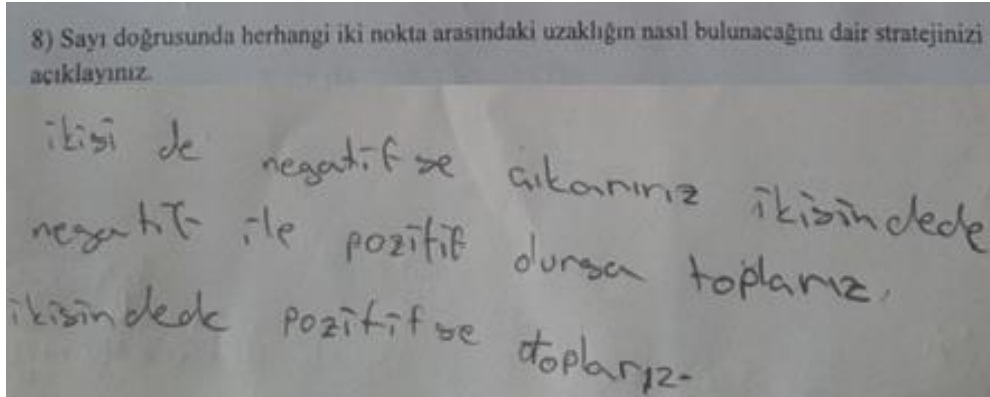 8) Sayı doğrusunda herhangi iki nokta arasındaki uzaklığın nasıl bulunacağını dair stratejinizi
açıklayınız.
ikisi de negatifse çıkarırız ikisindede
negatif ile pozitif dursa toplarız.
ikisindede pozitifse toplarız.